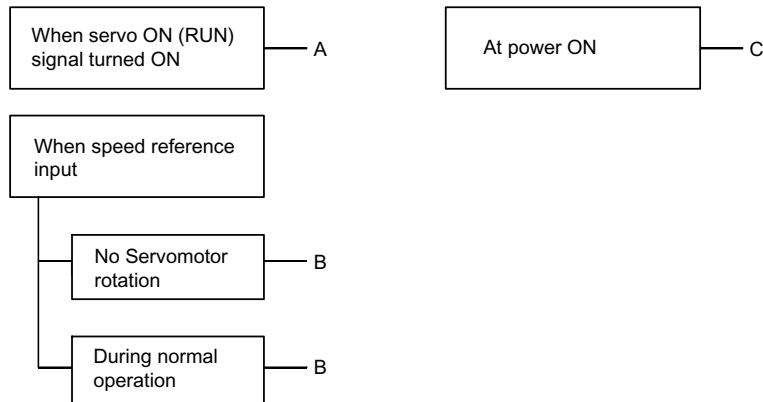 When servo ON (RUN)
signal turned ON
A
At power ON
C
When speed reference
input
No Servomotor
rotation
B
During normal
operation
B